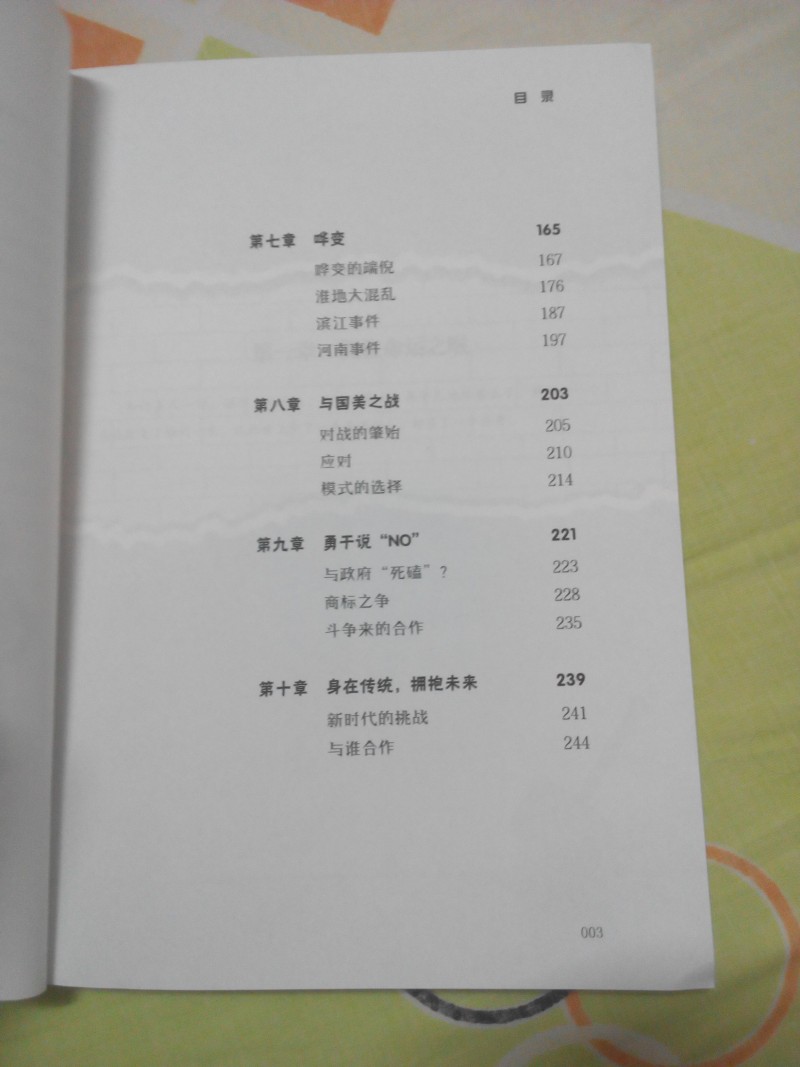 目 录
第七章 哗变 165
哗变的端倪 167
淮地大混乱 176
滨江事件 187
河南事件 197
第八章 与国美之战 203
对战的肇始 205
应对 210
模式的选择 214
第九章 勇于说“NO” 221
与政府“死磕”？ 223
商标之争 228
斗争来的合作 235
第十章 身在传统，拥抱未来 239
新时代的挑战 241
与谁合作 244
003